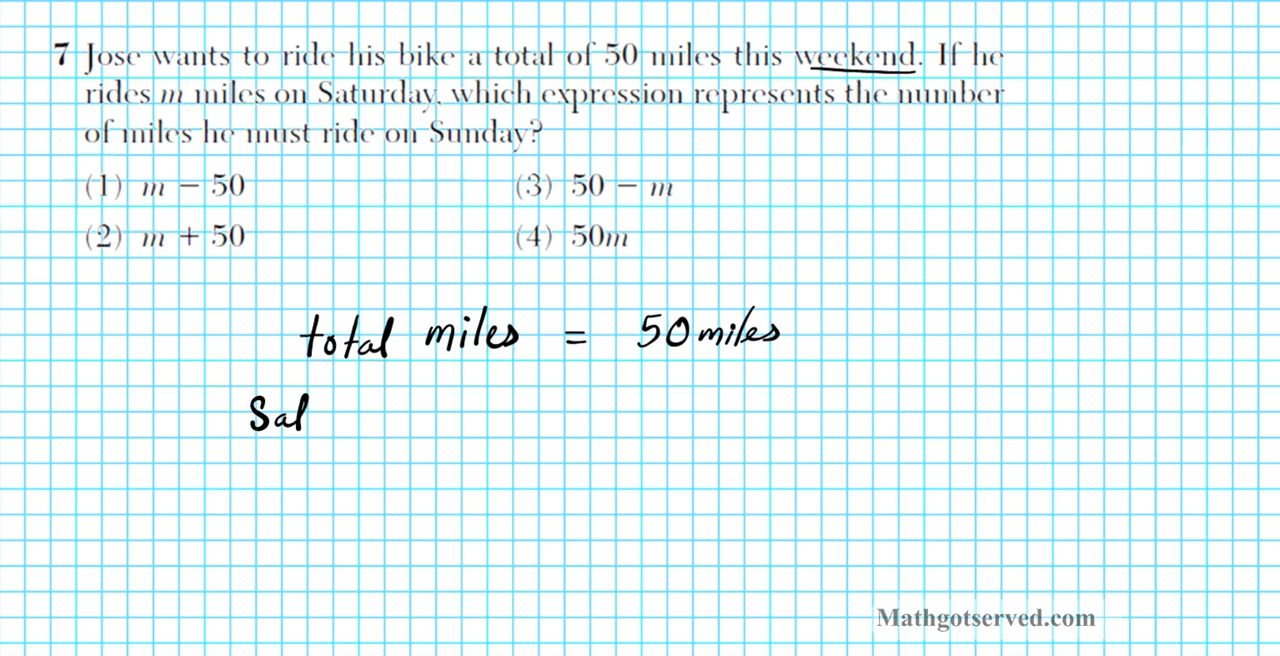 7 Jose wants to ride his bike a total of 50 miles this weekend. If he
rides m miles on Saturday, which expression represents the number
of miles he must ride on Sunday?
(1) m − 50 (3) 50 − m
(2) m + 50 (4) 50m
total miles = 50 miles
Sal
Mathgotserved.com